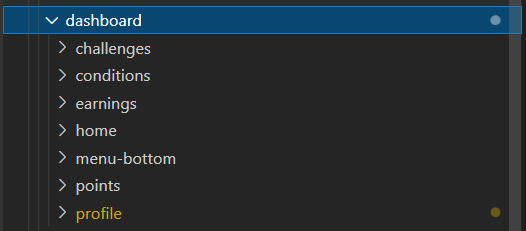 dashboard
challenges
conditions
earnings
home
menu-bottom
points
profile